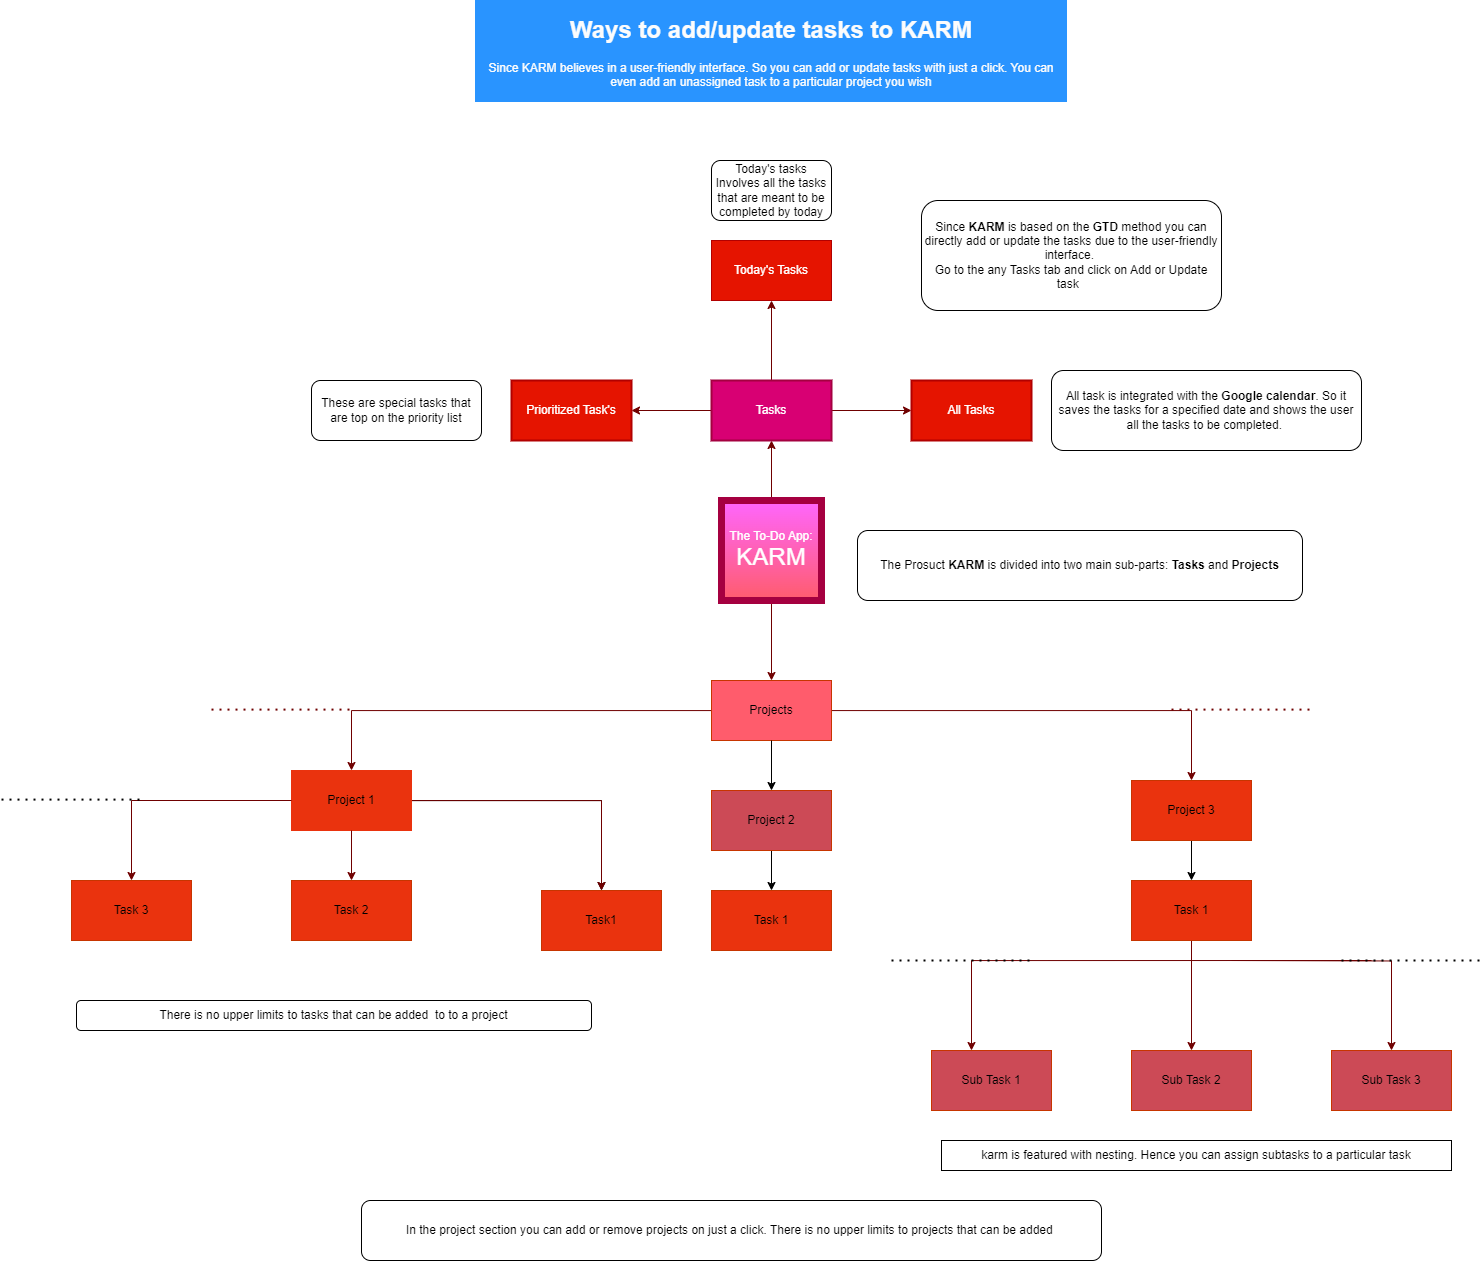 Ways to add/update tasks to KARM
Since KARM believes in a user-friendly interface. So you can add or update tasks with just a click. You can
even add an unassigned task to a particular project you wish
Today's tasks
Involves all the tasks
that are meant to be
completed by today
Since KARM is based on the GTD method you can
directly add or update the tasks due to the user-friendly
interface.
Go to the any Tasks tab and click on Add or Update
task
Today's Tasks
These are special tasks that
are top on the priority list
Prioritized Task's
Tasks
All Tasks
All task is integrated with the Google calendar. So it
saves the tasks for a specified date and shows the user
all the tasks to be completed.
The To-Do App:
KARM
The Prosuct KARM is divided into two main sub-parts: Tasks and Projects
Projects
Project 1
Project 2
Project 3
Task 3
Task 2
Task1
Task 1
Task 1
There is no upper limits to tasks that can be added  to to a project
Sub Task 1
Sub Task 2
Sub Task 3
karm is featured with nesting. Hence you can assign subtasks to a particular task
In the project section you can add or remove projects on just a click. There is no upper limits to projects that can be added